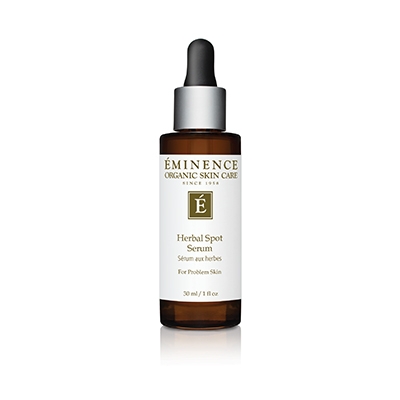 ÉMINENCE
ORGANIC SKIN CARE
SINCE 1958
É
Herbal Spot
Serum
Sérum aux herbes
For Problem Skin
30 ml / 1 fl oz